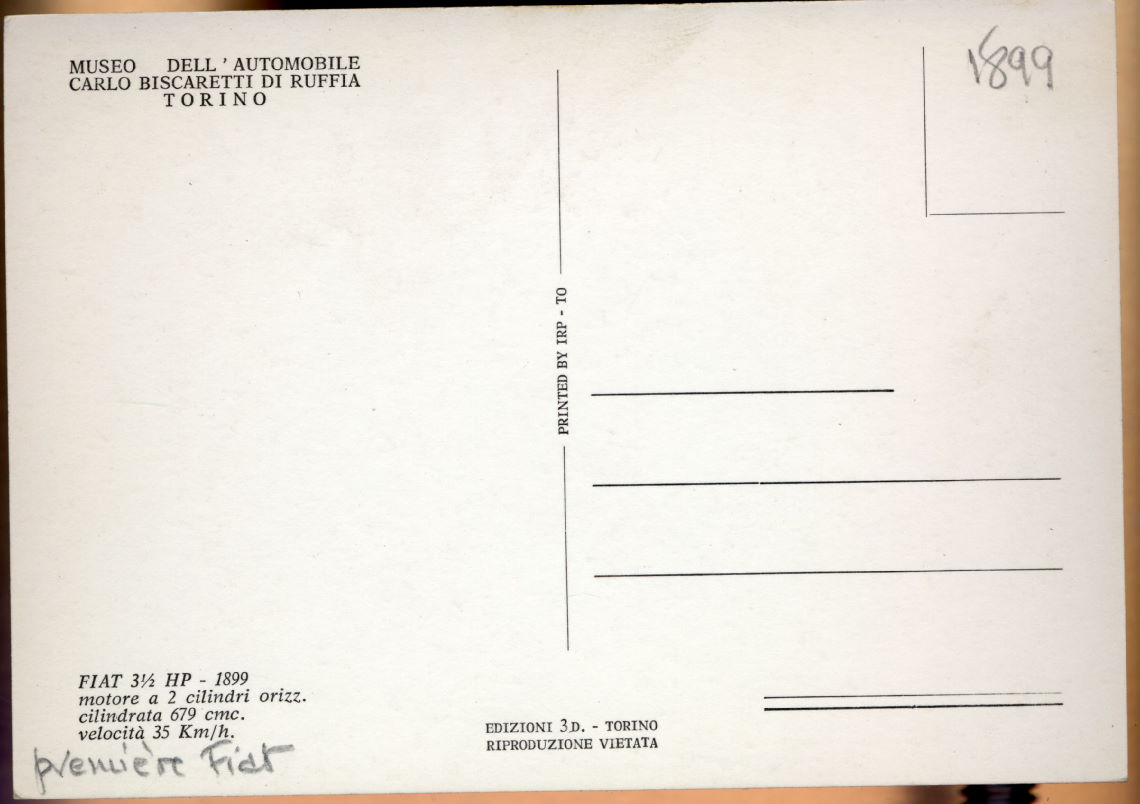 MUSEO DELL' AUTOMOBILE
CARLO BISCARETTI DI RUFFIA
TORINO
1899
PRINTED BY IRP - TO
FIAT 3½ HP - 1899
motore a 2 cilindri orizz.
cilindrata 679 cmc.
velocità 35 Km/h.
première Fiat
EDIZIONI 3D. - TORINO
RIPRODUZIONE VIETATA